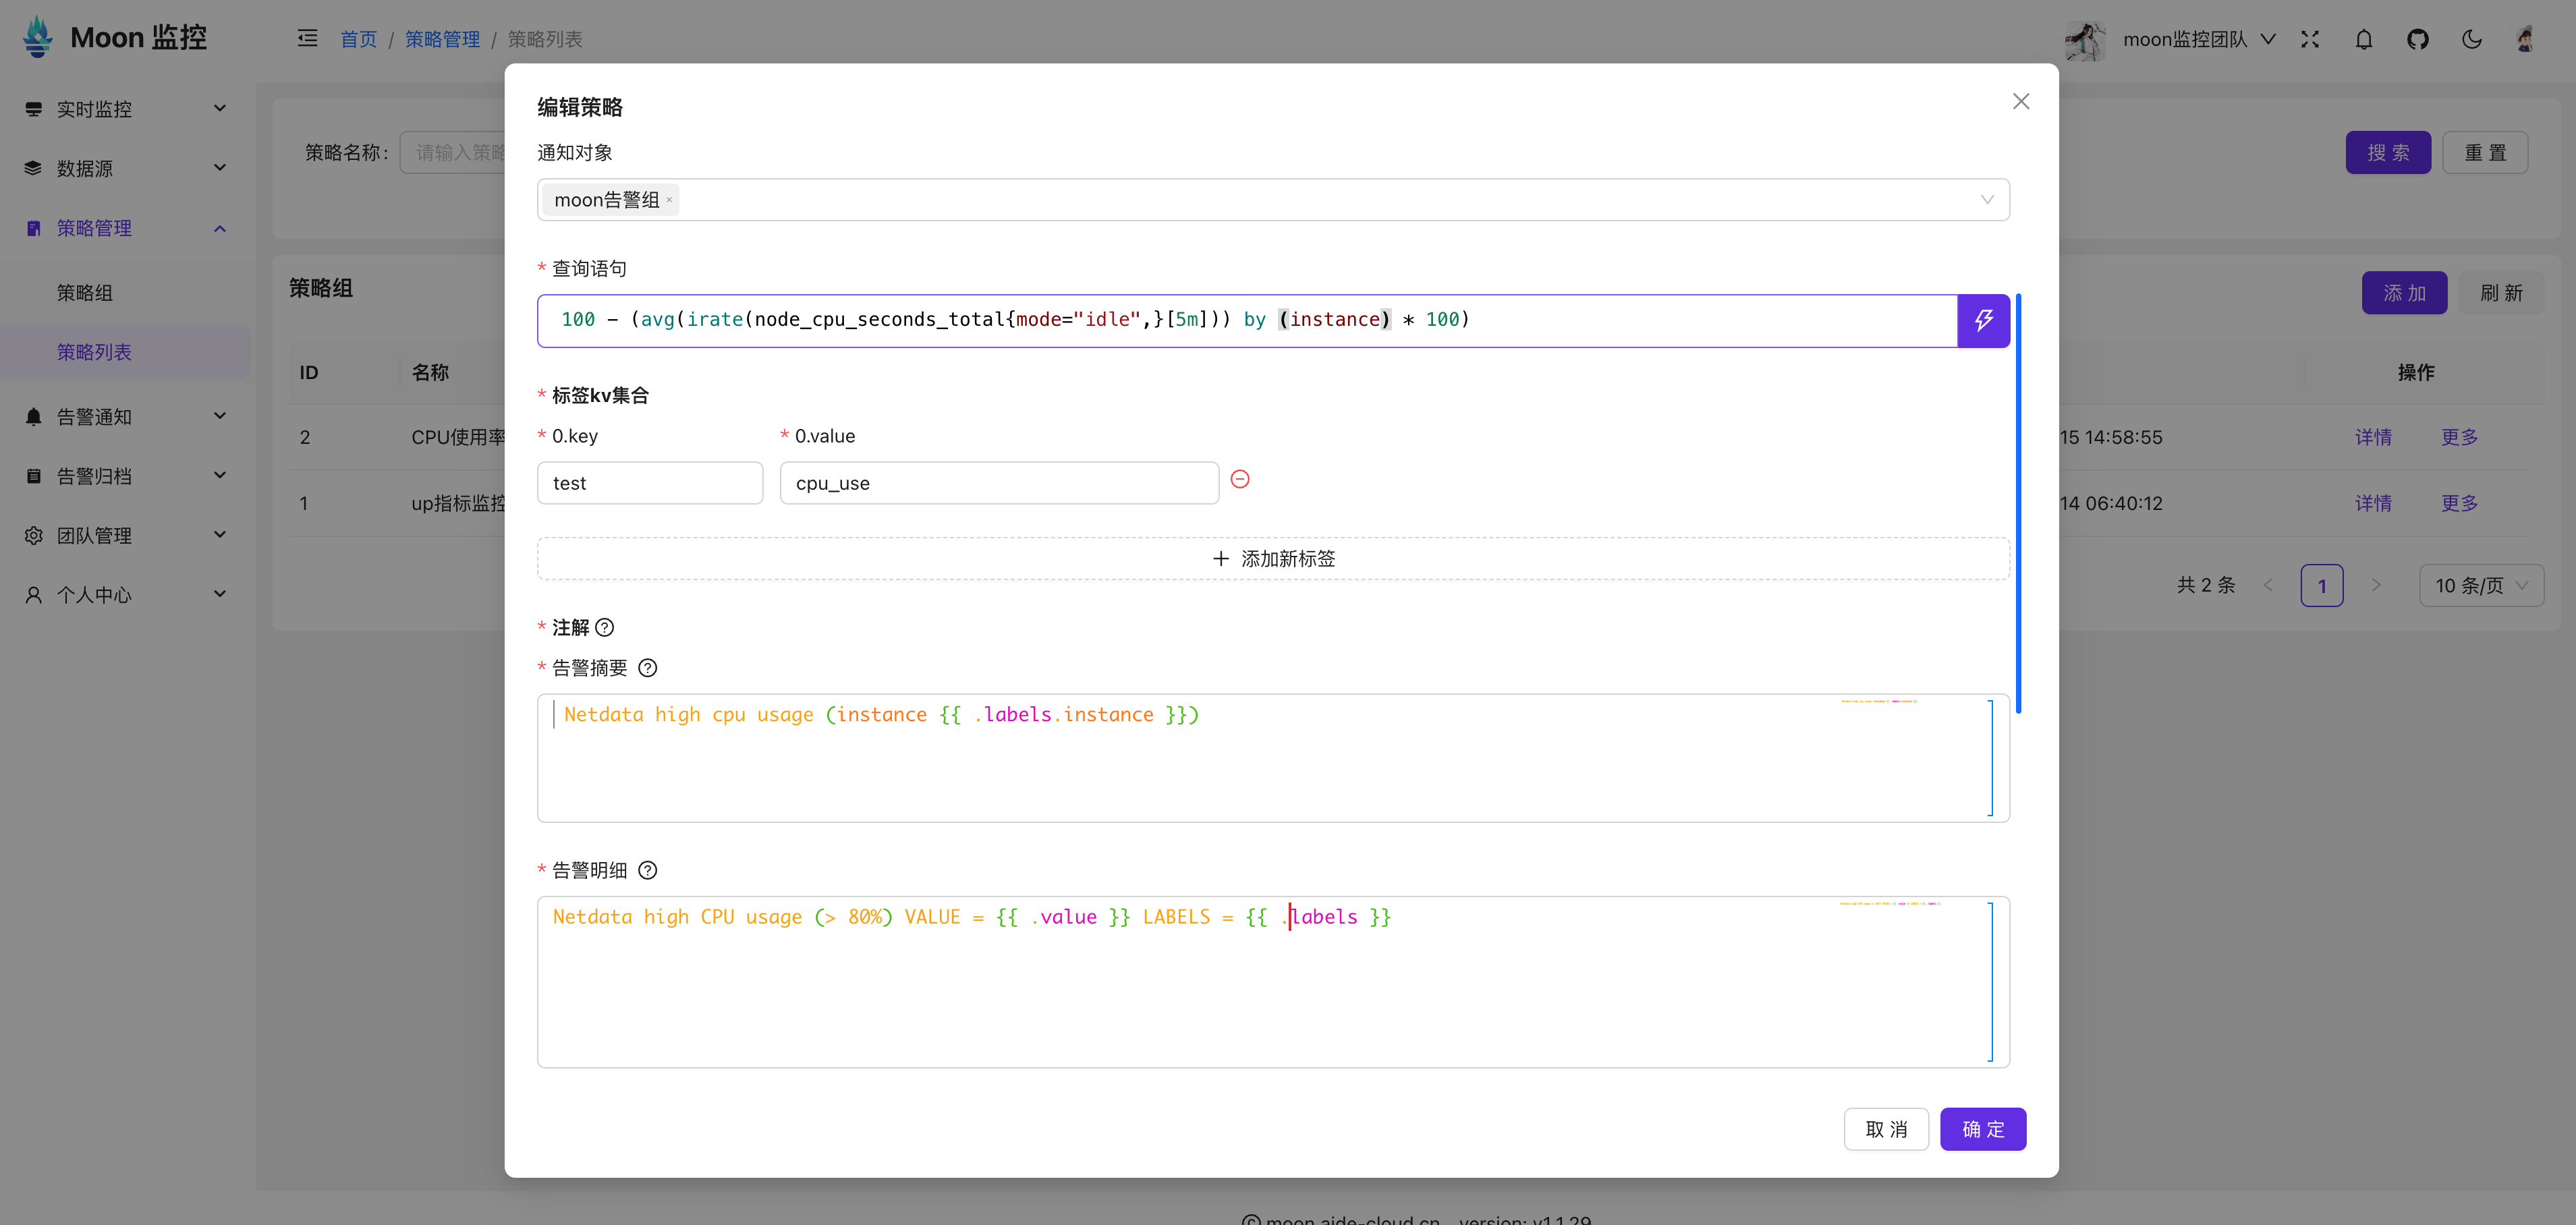 Moon 监控
首页 / 策略管理 / 策略列表
moon监控团队
实时监控
数据源
策略管理
策略组
策略列表
告警通知
告警归档
团队管理
个人中心
策略名称:
请输入策略
搜 索
重 置
策略组
添 加
刷 新
ID 名称 操作
2 CPU使用率 15 14:58:55 详情 更多
1 up指标监控 14 06:40:12 详情 更多
共 2 条 < 1 > 10 条/页
编辑策略
通知对象
moon告警组 ×
* 查询语句
100 - (avg(irate(node_cpu_seconds_total{mode="idle",}[5m])) by (instance) * 100)
* 标签kv集合
* 0.key * 0.value
test cpu_use
+ 添加新标签
* 注解
* 告警摘要
Netdata high cpu usage (instance {{ .labels.instance }})
* 告警明细
Netdata high CPU usage (> 80%) VALUE = {{ .value }} LABELS = {{ .labels }}
取 消
确 定
© moon.aide-cloud.cn version: v1.1.29